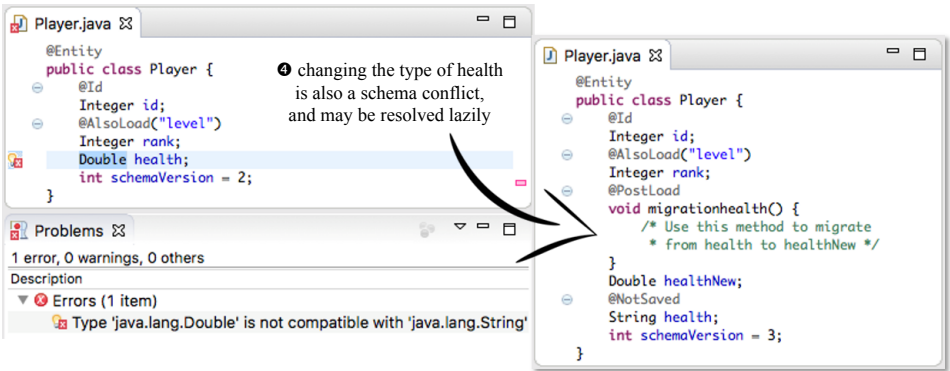 Player.java
@Entity
public class Player {
@Id
Integer id;
@AlsoLoad("level")
Integer rank;
Double health;
int schemaVersion = 2;
}
❹ changing the type of health
is also a schema conflict,
and may be resolved lazily
Problems
1 error, 0 warnings, 0 others
Description
Errors (1 item)
Type 'java.lang.Double' is not compatible with 'java.lang.String'
Player.java
@Entity
public class Player {
@Id
Integer id;
@AlsoLoad("level")
Integer rank;
@PostLoad
void migrationhealth() {
/* Use this method to migrate
* from health to healthNew */
}
Double healthNew;
@NotSaved
String health;
int schemaVersion = 3;
}